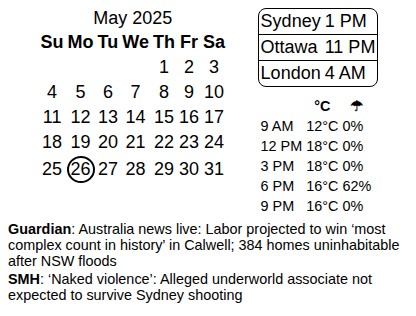 May 2025
Su Mo Tu We Th Fr Sa
1 2 3
4 5 6 7 8 9 10
11 12 13 14 15 16 17
18 19 20 21 22 23 24
25 26 27 28 29 30 31
Sydney 1 PM
Ottawa 11 PM
London 4 AM
°C ☂
9 AM 12°C 0%
12 PM 18°C 0%
3 PM 18°C 0%
6 PM 16°C 62%
9 PM 16°C 0%
Guardian: Australia news live: Labor projected to win ‘most
complex count in history’ in Calwell; 384 homes uninhabitable
after NSW floods
SMH: ‘Naked violence’: Alleged underworld associate not
expected to survive Sydney shooting